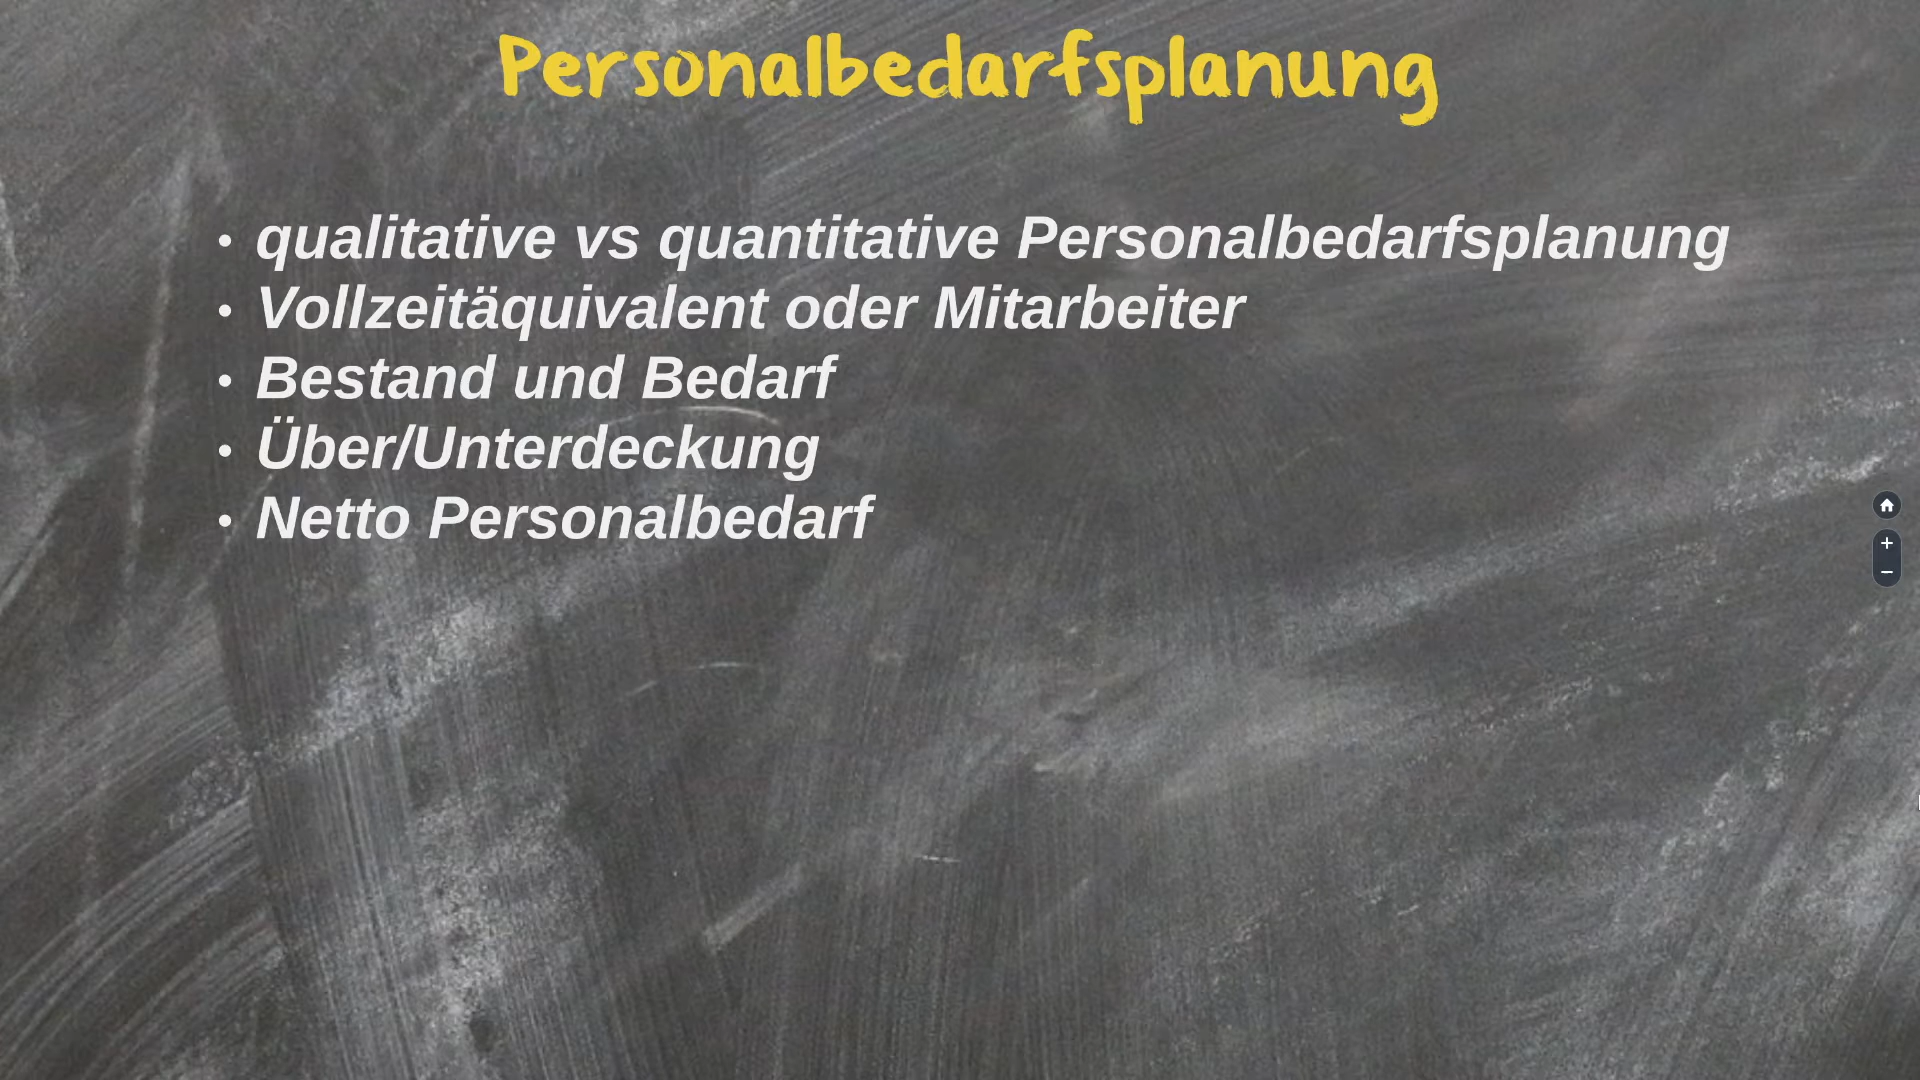 Personalbedarfsplanung
• qualitative vs quantitative Personalbedarfsplanung
• Vollzeitäquivalent oder Mitarbeiter
• Bestand und Bedarf
• Über/Unterdeckung
• Netto Personalbedarf